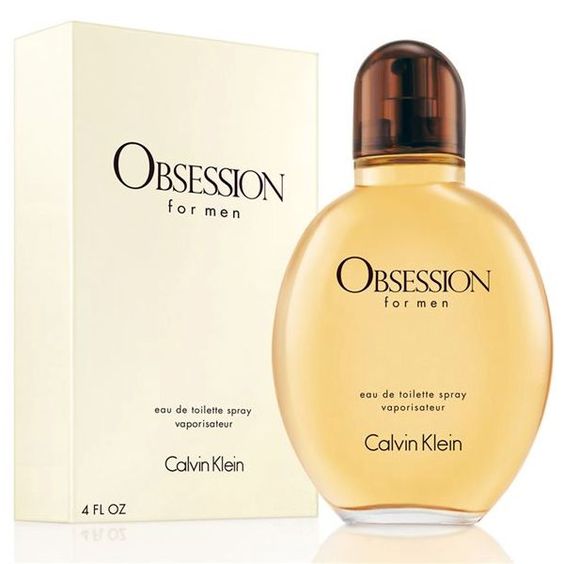 OBSESSION
for men
eau de toilette spray
vaporisateur
Calvin Klein
4 FL OZ
OBSESSION
for men
eau de toilette spray
vaporisateur
Calvin Klein